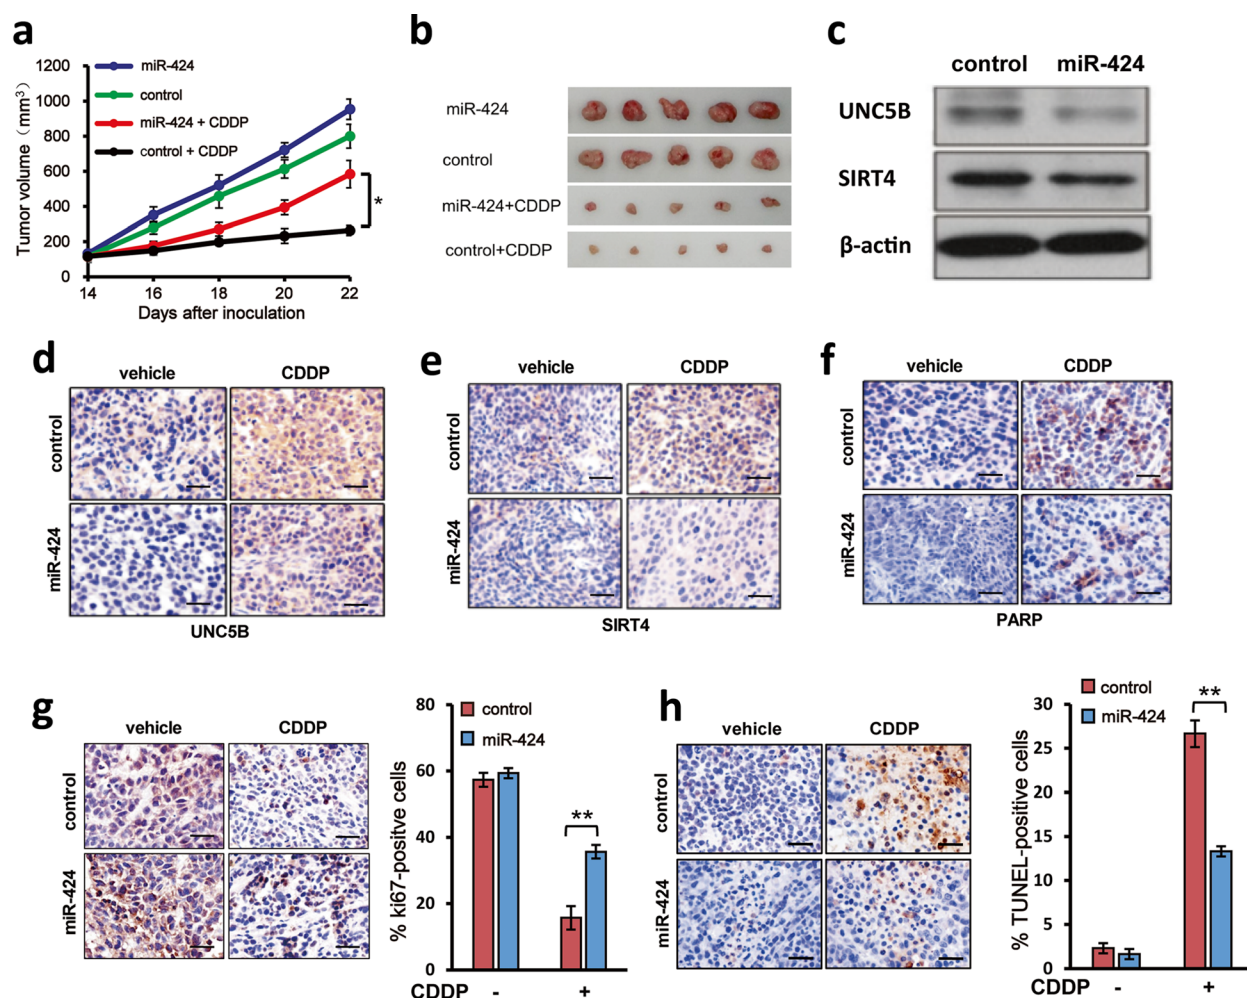 a
1200
1000
800
600
400
200
0
14
16
18
20
22
Tumor volume (mm³)
Days after inoculation
miR-424
control
miR-424 + CDDP
control + CDDP
*
b
miR-424
control
miR-424+CDDP
control+CDDP
c
control miR-424
UNC5B
SIRT4
β-actin
d
vehicle CDDP
control
miR-424
UNC5B
e
vehicle CDDP
control
miR-424
SIRT4
f
vehicle CDDP
control
miR-424
PARP
g
vehicle CDDP
control
miR-424
80
60
40
20
0
% ki67-positve cells
control
miR-424
**
CDDP - +
h
vehicle CDDP
control
miR-424
30
25
20
15
10
5
0
% TUNEL-positive cells
control
miR-424
**
CDDP - +